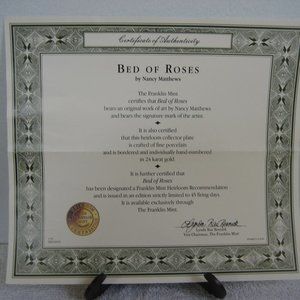 Certificate of Authenticity
BED OF ROSES
by Nancy Matthews
The Franklin Mint
certifies that Bed of Roses
bears an original work of art by Nancy Matthews
and bears the signature mark of the artist.
It is also certified
that this heirloom collector plate
is crafted of fine porcelain
and is bordered and individually hand-numbered
in 24 karat gold.
It is further certified that
Bed of Roses
has been designated a Franklin Mint Heirloom Recommendation
and is issued in an edition strictly limited to 45 firing days.
It is available exclusively through
The Franklin Mint.
Vice Chairman, The Franklin Mint